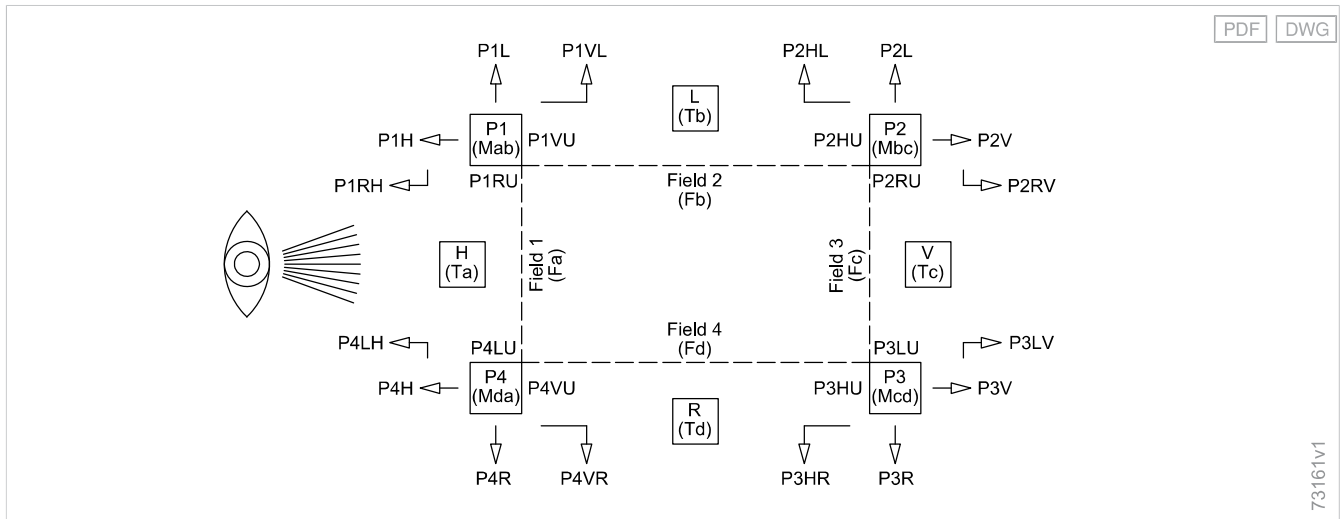 PDF DWG
P1L P1VL P2HL P2L
L
(Tb)
P1H P1
(Mab) P1VU P2HU P2
(Mbc) P2V
P1RH P1RU Field 2
(Fb) P2RU P2RV
H
(Ta) Field 1
(Fa) Field 3
(Fc) V
(Tc)
P4LH P4LU Field 4
(Fd) P3LU P3LV
P4H P4
(Mda) P4VU P3HU P3
(Mcd) P3V
R
(Td)
P4R P4VR P3HR P3R
73161v1